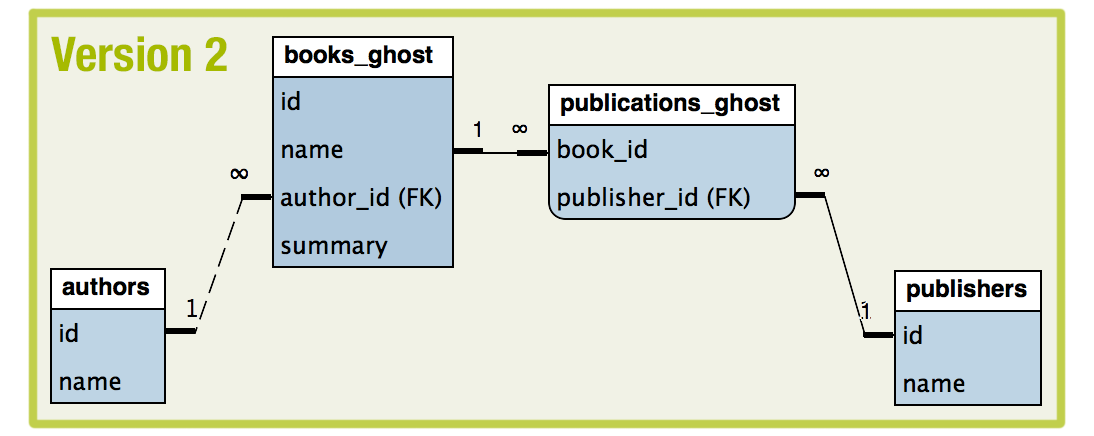 Version 2
books_ghost
id
name
author_id (FK)
summary
1
∞
publications_ghost
book_id
publisher_id (FK)
∞
∞
1
authors
id
name
1
publishers
id
name